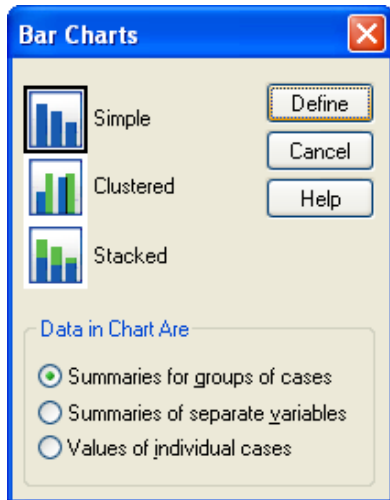 Bar Charts
Simple
Define
Cancel
Clustered
Help
Stacked
Data in Chart Are
Summaries for groups of cases
Summaries of separate variables
Values of individual cases